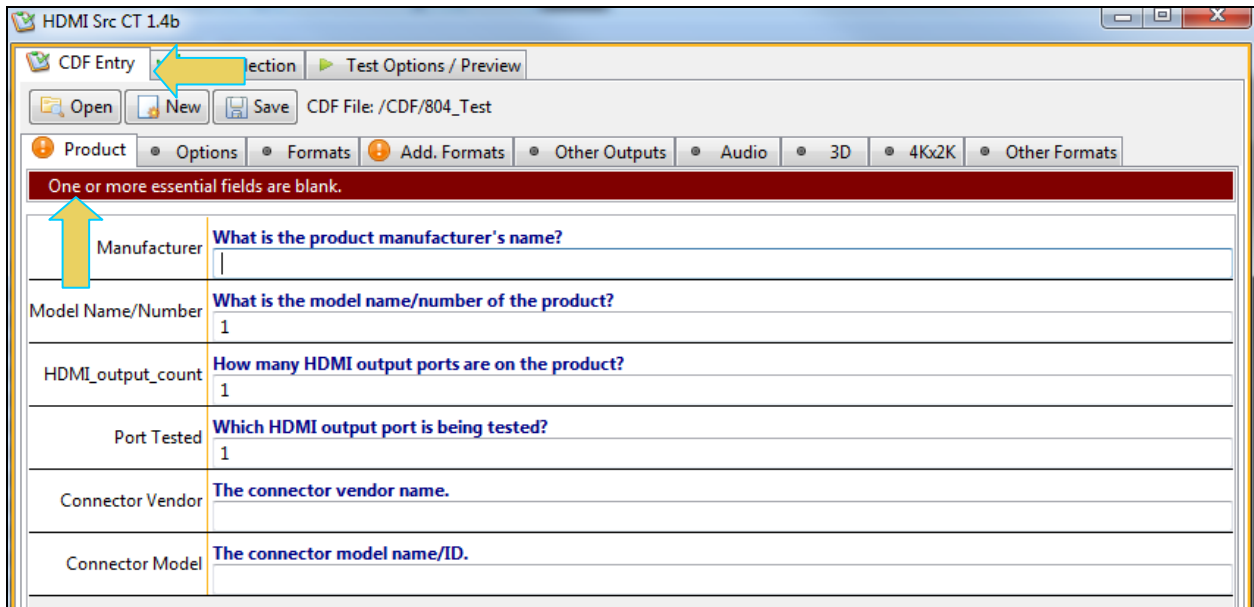 HDMI Src CT 1.4b
CDF Entry lection Test Options / Preview
Open New Save CDF File: /CDF/804_Test
Product Options Formats Add. Formats Other Outputs Audio 3D 4Kx2K Other Formats
One or more essential fields are blank.
What is the product manufacturer's name?
Manufacturer
What is the model name/number of the product?
Model Name/Number
1
How many HDMI output ports are on the product?
HDMI_output_count
1
Which HDMI output port is being tested?
Port Tested
1
The connector vendor name.
Connector Vendor
The connector model name/ID.
Connector Model